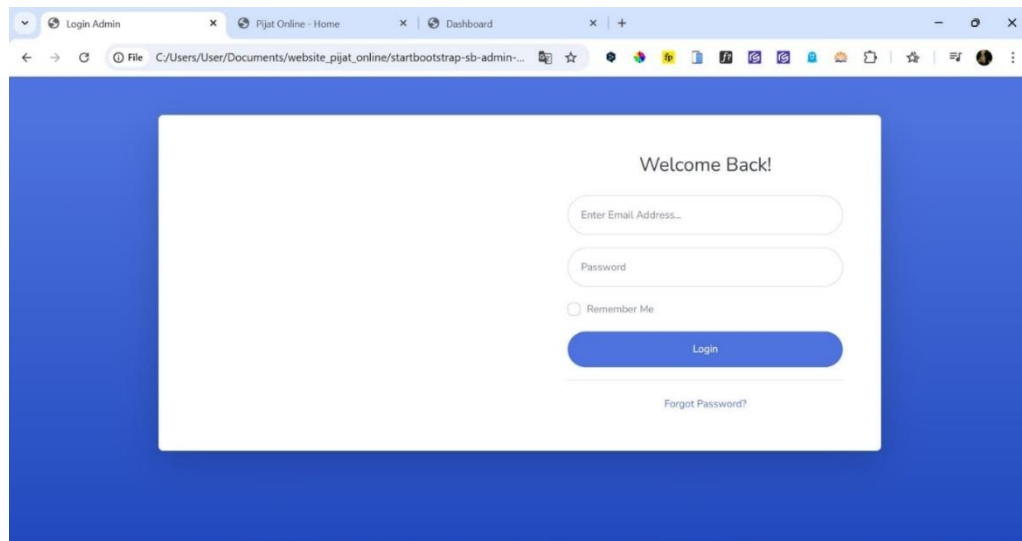 Login Admin
Pijat Online - Home
Dashboard
File
C:/Users/User/Documents/website_pijat_online/startbootstrap-sb-admin-...
fp
Welcome Back!
Enter Email Address...
Password
Remember Me
Login
Forgot Password?